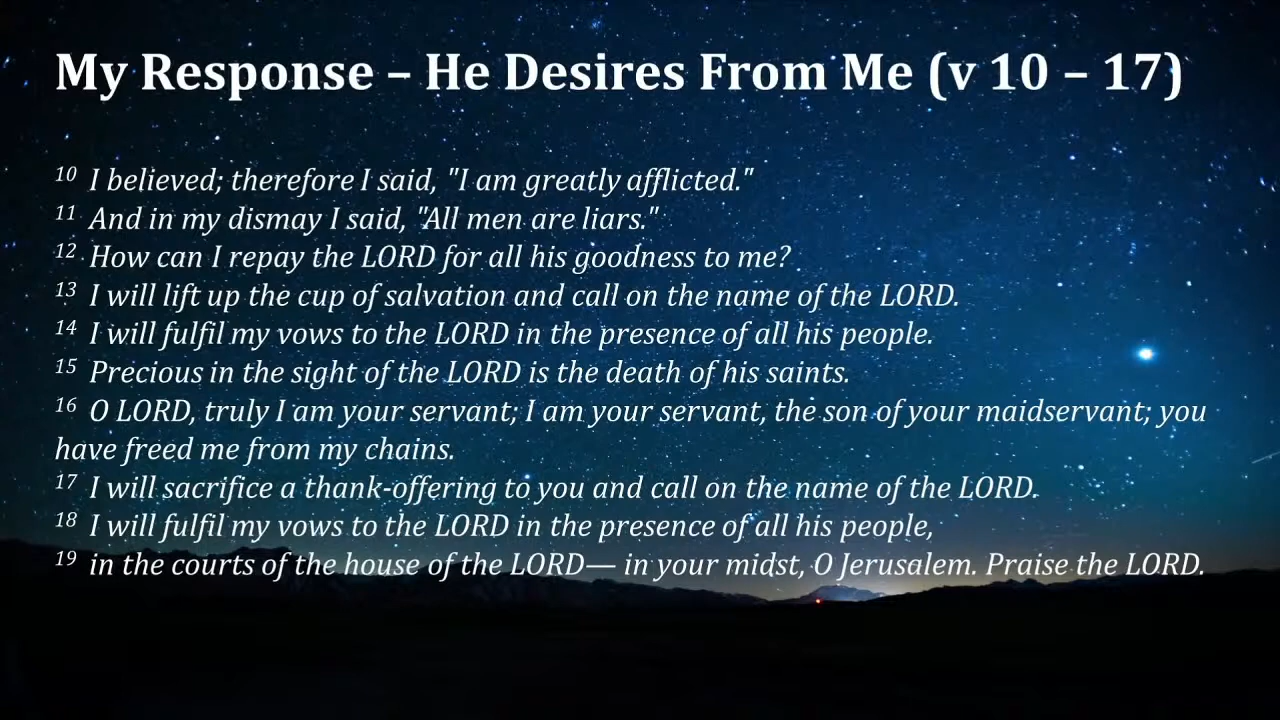 My Response – He Desires From Me (v 10 – 17)
10 I believed; therefore I said, "I am greatly afflicted."
11 And in my dismay I said, "All men are liars."
12 How can I repay the LORD for all his goodness to me?
13 I will lift up the cup of salvation and call on the name of the LORD.
14 I will fulfil my vows to the LORD in the presence of all his people.
15 Precious in the sight of the LORD is the death of his saints.
16 O LORD, truly I am your servant; I am your servant, the son of your maidservant; you
have freed me from my chains.
17 I will sacrifice a thank-offering to you and call on the name of the LORD.
18 I will fulfil my vows to the LORD in the presence of all his people,
19 in the courts of the house of the LORD— in your midst, O Jerusalem. Praise the LORD.